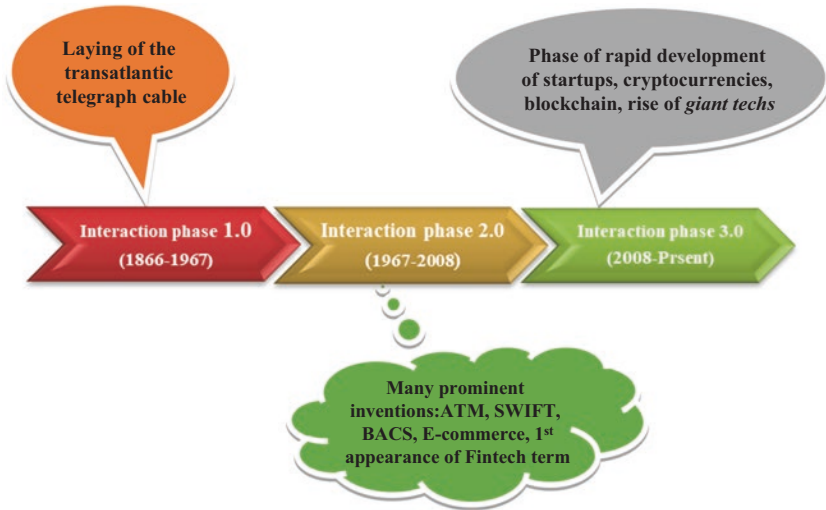 Laying of the
transatlantic
telegraph cable
Phase of rapid development
of startups, cryptocurrencies,
blockchain, rise of giant techs
Interaction phase 1.0
(1866-1967)
Interaction phase 2.0
(1967-2008)
Interaction phase 3.0
(2008-Prsent)
Many prominent
inventions:ATM, SWIFT,
BACS, E-commerce, 1st
appearance of Fintech term